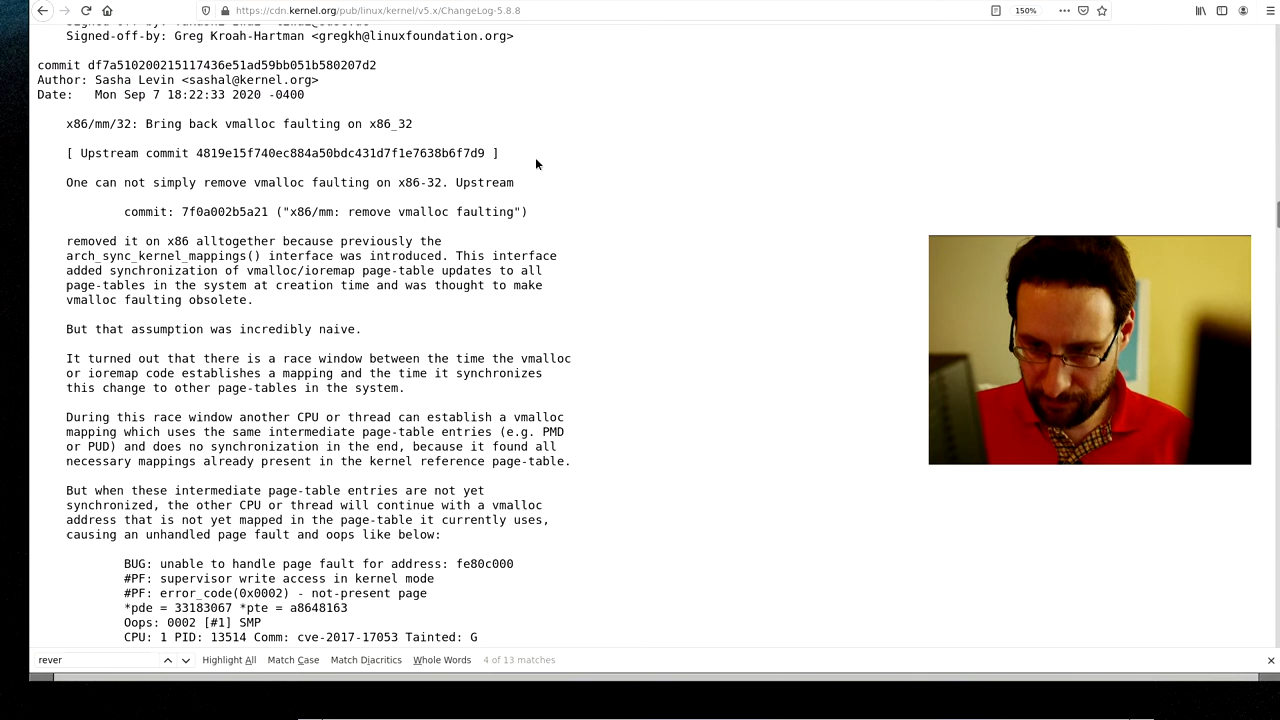 https://cdn.kernel.org/pub/linux/kernel/v5.x/ChangeLog-5.8.8
150%
Signed-off-by: Greg Kroah-Hartman <gregkh@linuxfoundation.org>
commit df7a510200215117436e51ad59bb051b580207d2
Author: Sasha Levin <sashal@kernel.org>
Date:   Mon Sep 7 18:22:33 2020 -0400
x86/mm/32: Bring back vmalloc faulting on x86_32
[ Upstream commit 4819e15f740ec884a50bdc431d7f1e7638b6f7d9 ]
One can not simply remove vmalloc faulting on x86-32. Upstream
commit: 7f0a002b5a21 ("x86/mm: remove vmalloc faulting")
removed it on x86 alltogether because previously the
arch_sync_kernel_mappings() interface was introduced. This interface
added synchronization of vmalloc/ioremap page-table updates to all
page-tables in the system at creation time and was thought to make
vmalloc faulting obsolete.
But that assumption was incredibly naive.
It turned out that there is a race window between the time the vmalloc
or ioremap code establishes a mapping and the time it synchronizes
this change to other page-tables in the system.
During this race window another CPU or thread can establish a vmalloc
mapping which uses the same intermediate page-table entries (e.g. PMD
or PUD) and does no synchronization in the end, because it found all
necessary mappings already present in the kernel reference page-table.
But when these intermediate page-table entries are not yet
synchronized, the other CPU or thread will continue with a vmalloc
address that is not yet mapped in the page-table it currently uses,
causing an unhandled page fault and oops like below:
BUG: unable to handle page fault for address: fe80c000
#PF: supervisor write access in kernel mode
#PF: error_code(0x0002) - not-present page
*pde = 33183067 *pte = a8648163
Oops: 0002 [#1] SMP
CPU: 1 PID: 13514 Comm: cve-2017-17053 Tainted: G
rever
Highlight All
Match Case
Match Diacritics
Whole Words
4 of 13 matches